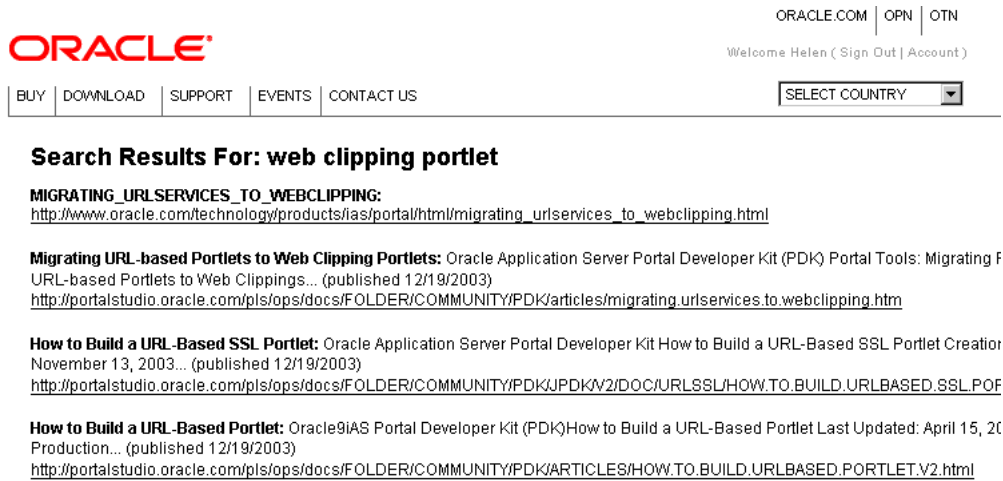 ORACLE.COM | OPN | OTN
ORACLE
Welcome Helen ( Sign Out | Account )
BUY | DOWNLOAD | SUPPORT | EVENTS | CONTACT US
SELECT COUNTRY
Search Results For: web clipping portlet
MIGRATING_URLSERVICES_TO_WEBCLIPPING:
http://www.oracle.com/technology/products/ias/portal/html/migrating_urlservices_to_webclipping.html
Migrating URL-based Portlets to Web Clipping Portlets: Oracle Application Server Portal Developer Kit (PDK) Portal Tools: Migrating
URL-based Portlets to Web Clippings... (published 12/19/2003)
http://portalstudio.oracle.com/pls/ops/docs/FOLDER/COMMUNITY/PDK/articles/migrating.urlservices.to.webclipping.htm
How to Build a URL-Based SSL Portlet: Oracle Application Server Portal Developer Kit How to Build a URL-Based SSL Portlet Creation
November 13, 2003... (published 12/19/2003)
http://portalstudio.oracle.com/pls/ops/docs/FOLDER/COMMUNITY/PDK/JPDK/V2/DOC/URLSSL/HOW.TO.BUILD.URLBASED.SSL.POR
How to Build a URL-Based Portlet: Oracle9iAS Portal Developer Kit (PDK)How to Build a URL-Based Portlet Last Updated: April 15, 20
Production... (published 12/19/2003)
http://portalstudio.oracle.com/pls/ops/docs/FOLDER/COMMUNITY/PDK/ARTICLES/HOW.TO.BUILD.URLBASED.PORTLET.V2.html